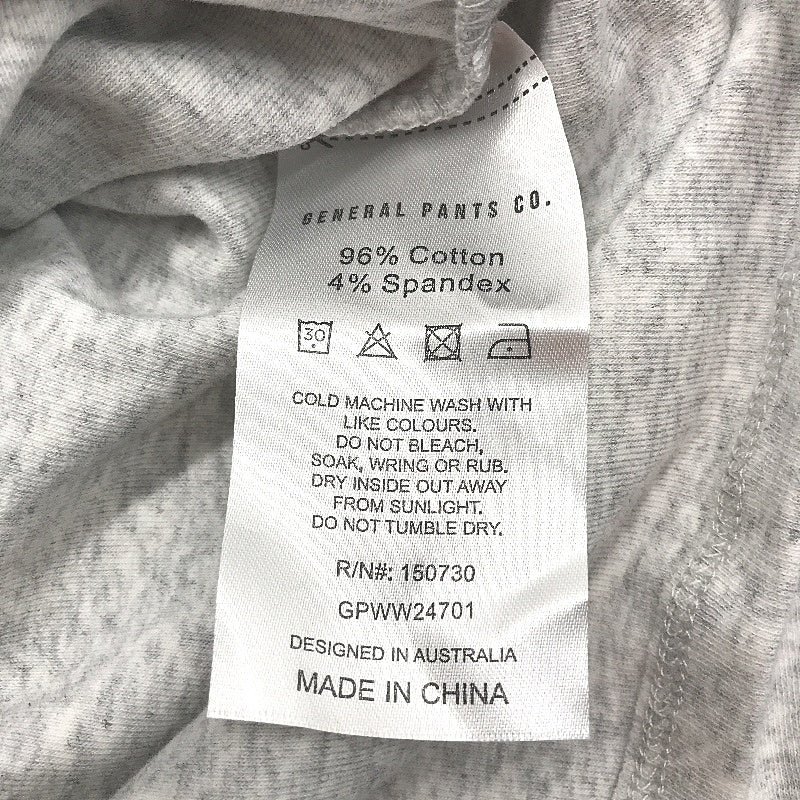 GENERAL PANTS CO.
96% Cotton
4% Spandex
30
COLD MACHINE WASH WITH
LIKE COLOURS.
DO NOT BLEACH,
SOAK, WRING OR RUB.
DRY INSIDE OUT AWAY
FROM SUNLIGHT.
DO NOT TUMBLE DRY.
R/N#: 150730
GPWW24701
DESIGNED IN AUSTRALIA
MADE IN CHINA